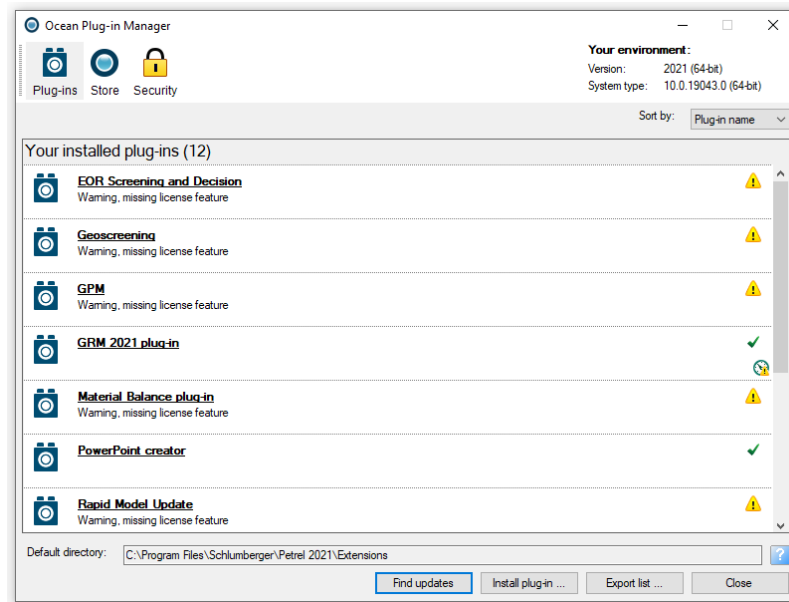 Ocean Plug-in Manager
Plug-ins
Store
Security
Your environment:
Version: 2021 (64-bit)
System type: 10.0.19043.0 (64-bit)
Sort by: Plug-in name
Your installed plug-ins (12)
EOR Screening and Decision
Warning, missing license feature
Geoscreening
Warning, missing license feature
GPM
Warning, missing license feature
GRM 2021 plug-in
Material Balance plug-in
Warning, missing license feature
PowerPoint creator
Rapid Model Update
Warning, missing license feature
Default directory: C:\Program Files\Schlumberger\Petrel 2021\Extensions
?
Find updates
Install plug-in ...
Export list ...
Close